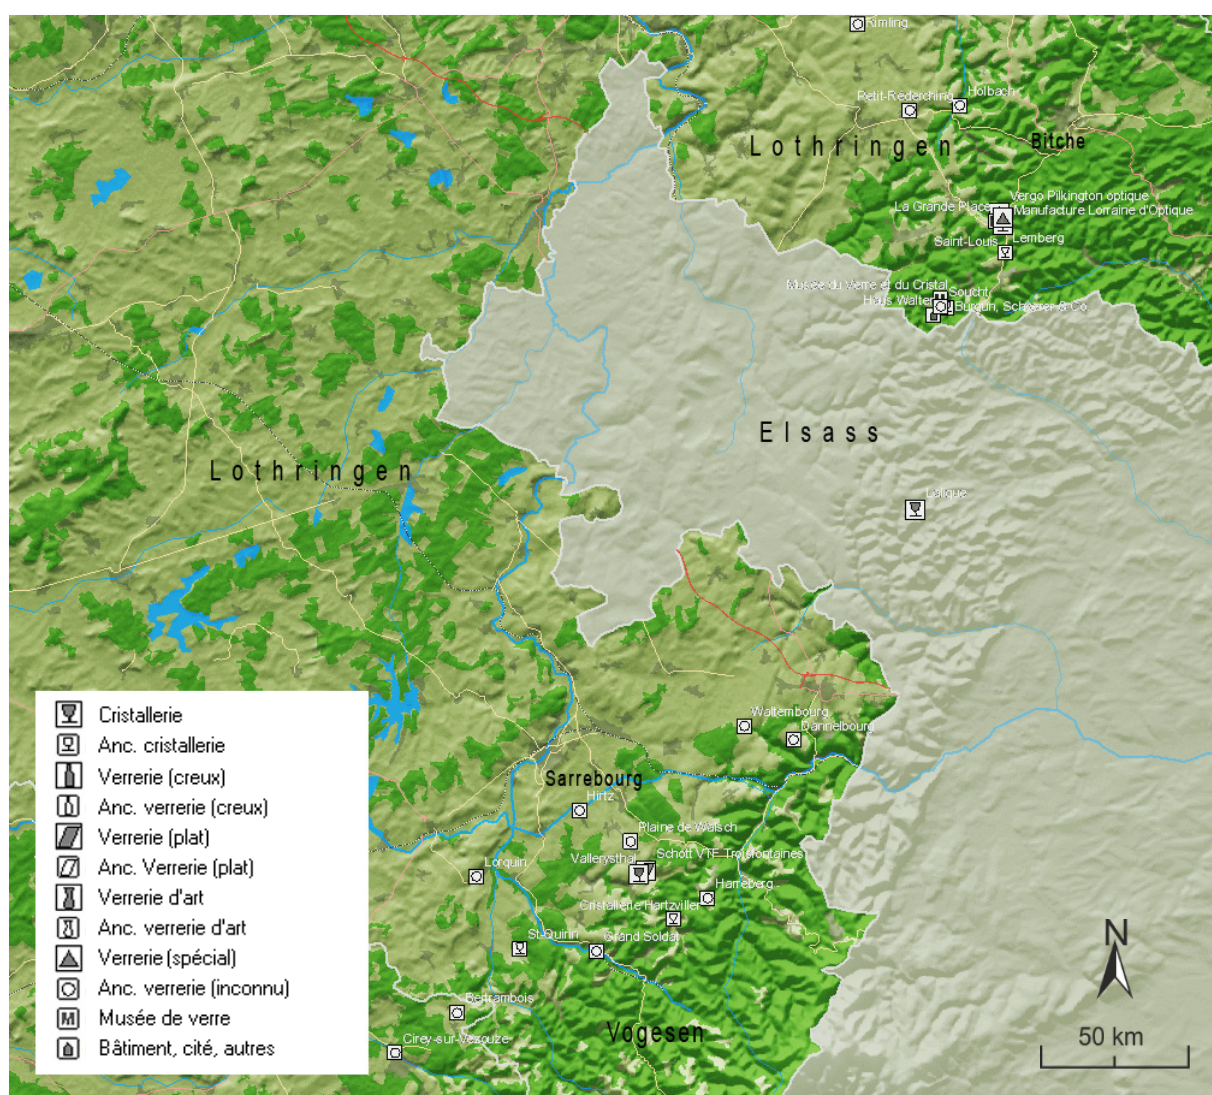 Rimling
Petit-Réderching
Holbach
Lothringen
Bitche
Vergo Pilkington optique
La Grande Place
Manufacture Lorraine d'Optique
Saint-Louis
Lemberg
Musée du Verre et du Cristal
Soucht
Haus Walter
Burgun, Schverer & Co.
Elsass
Lothringen
Lalique
Waltembourg
Dannelbourg
Sarrebourg
Hirtz
Plaine de Walsch
Vallerysthal
Schott VTF Troisfontaines
Lorquin
Harreberg
Cristallerie Hartzviller
St-Quirin
Grand Soldat
Bertrambois
Vogesen
Cirey-sur-Vezouze
Cristallerie
Anc. cristallerie
Verrerie (creux)
Anc. verrerie (creux)
Verrerie (plat)
Anc. Verrerie (plat)
Verrerie d'art
Anc. verrerie d'art
Verrerie (spécial)
Anc. verrerie (inconnu)
M Musée de verre
Bâtiment, cité, autres
N
50 km